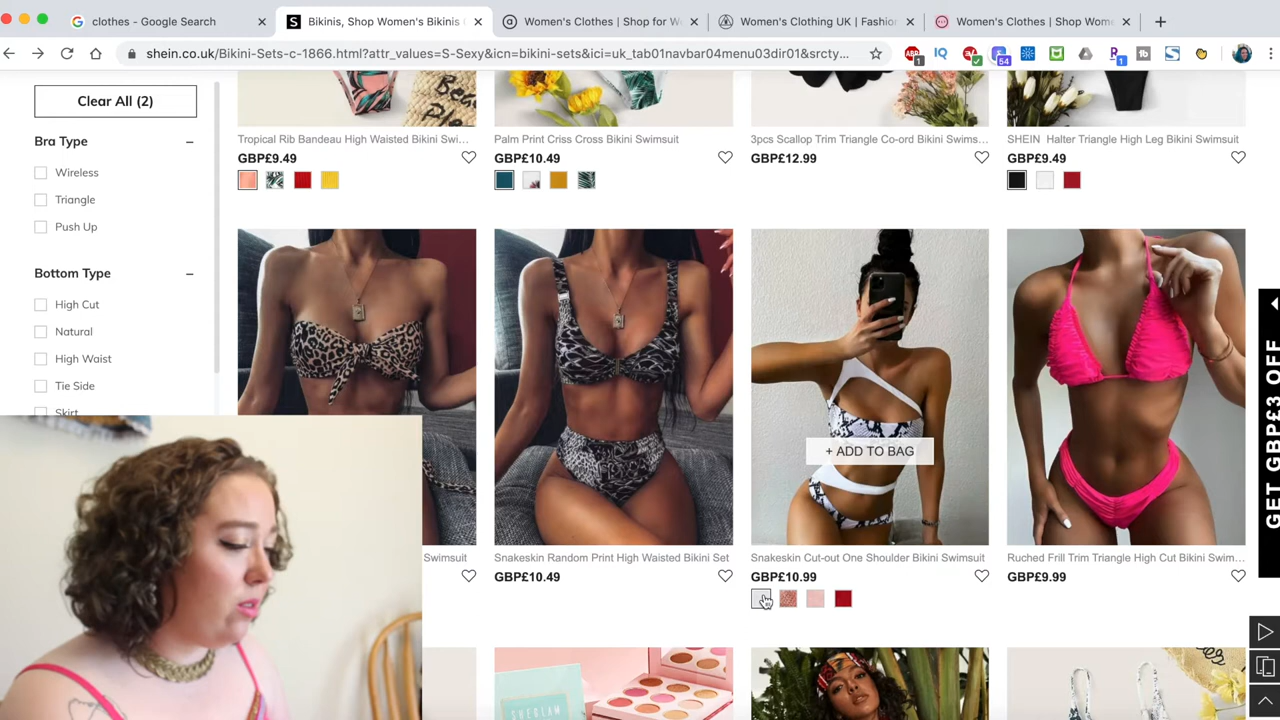 clothes - Google Search
Bikinis, Shop Women's Bikinis
Women's Clothes | Shop for W
Women's Clothing UK | Fashion
Women's Clothes | Shop Wome
shein.co.uk/Bikini-Sets-c-1866.html?attr_values=S-Sexy&icn=bikini-sets&ici=uk_tab01navbar04menu03dir01&srcty...
Clear All (2)
Bra Type
Wireless
Triangle
Push Up
Bottom Type
High Cut
Natural
High Waist
Tie Side
Skirt
Tropical Rib Bandeau High Waisted Bikini Swi...
GBP£9.49
Palm Print Criss Cross Bikini Swimsuit
GBP£10.49
3pcs Scallop Trim Triangle Co-ord Bikini Swims...
GBP£12.99
SHEIN Halter Triangle High Leg Bikini Swimsuit
GBP£9.49
+ ADD TO BAG
Swimsuit
Snakeskin Random Print High Waisted Bikini Set
GBP£10.49
Snakeskin Cut-out One Shoulder Bikini Swimsuit
GBP£10.99
Ruched Frill Trim Triangle High Cut Bikini Swim...
GBP£9.99
GET GBP£3 OFF
SHEGLAM